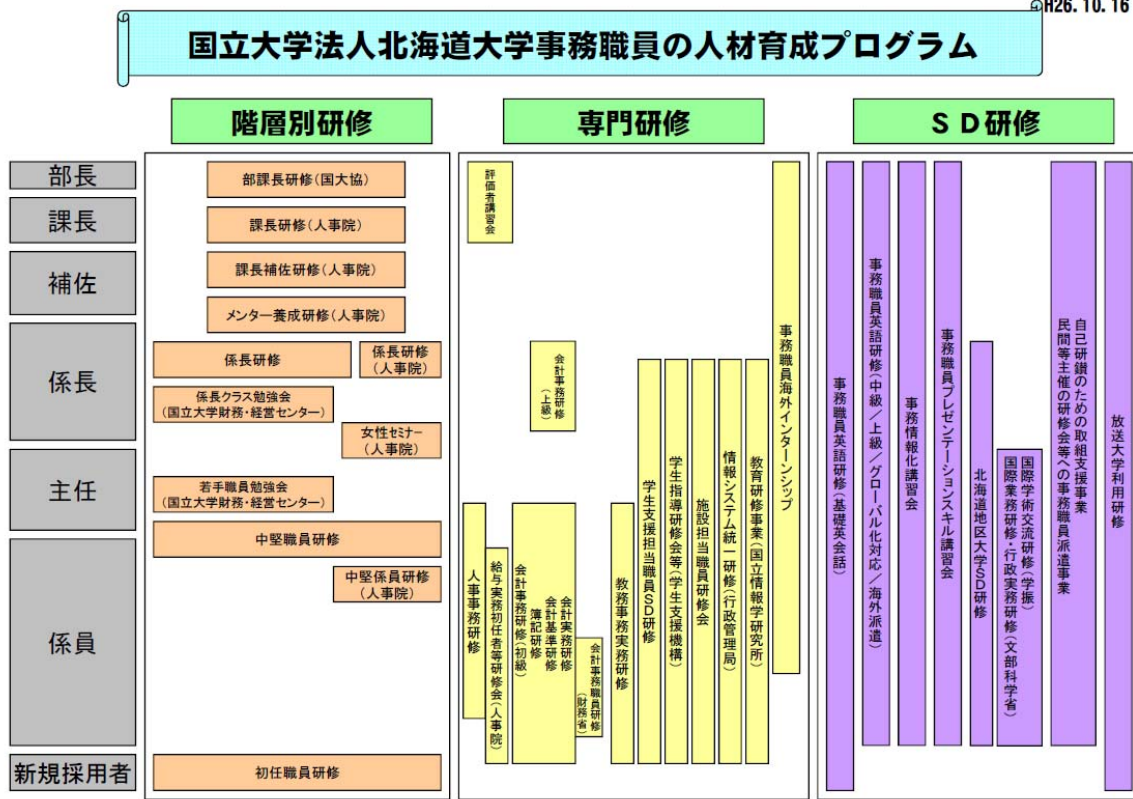 H26.10.16
国立大学法人北海道大学事務職員の人材育成プログラム
階層別研修
専門研修
SD研修
部長
課長
補佐
係長
主任
係員
新規採用者
部課長研修(国大協)
課長研修(人事院)
課長補佐研修(人事院)
メンター養成研修(人事院)
係長研修
係長研修
(人事院)
係長クラス勉強会
(国立大学財務・経営センター)
女性セミナー
(人事院)
若手職員勉強会
(国立大学財務・経営センター)
中堅職員研修
中堅係員研修
(人事院)
初任職員研修
評価者講習会
会計事務研修
(上級)
人事事務研修
給与実務初任者等研修会(人事院)
会計実務研修
会計基準研修
簿記研修
会計事務研修(初級)
会計事務職員研修
(財務省)
教務事務実務研修
学生支援担当職員SD研修
学生指導研修会等(学生支援機構)
施設担当職員研修会
情報システム統一研修(行政管理局)
教育研修事業(国立情報学研究所)
事務職員海外インターンシップ
事務職員英語研修(基礎英会話)
事務職員英語研修(中級/上級/グローバル化対応/海外派遣)
事務情報化講習会
事務職員プレゼンテーションスキル講習会
北海道地区大学SD研修
国際学術交流研修(学振)
国際業務研修・行政実務研修(文部科学省)
自己研鑽のための取組支援事業
民間等主催の研修会等への事務職員派遣事業
放送大学利用研修